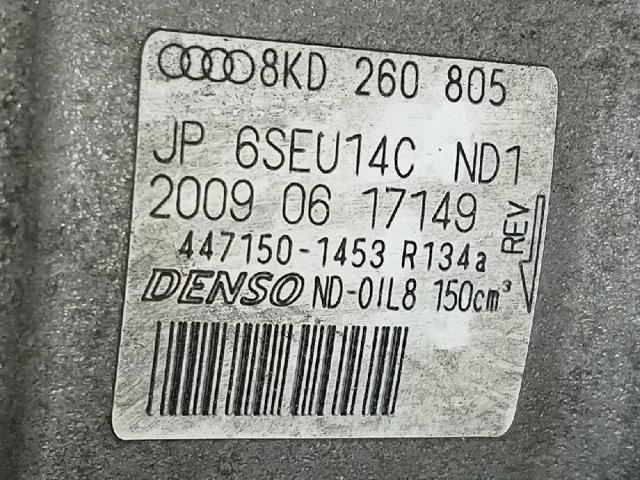 8KD 260 805
JP 6SEU14C ND1
2009 06 17149
REV
447150-1453 R134a
DENSO ND-OIL8 150cm³